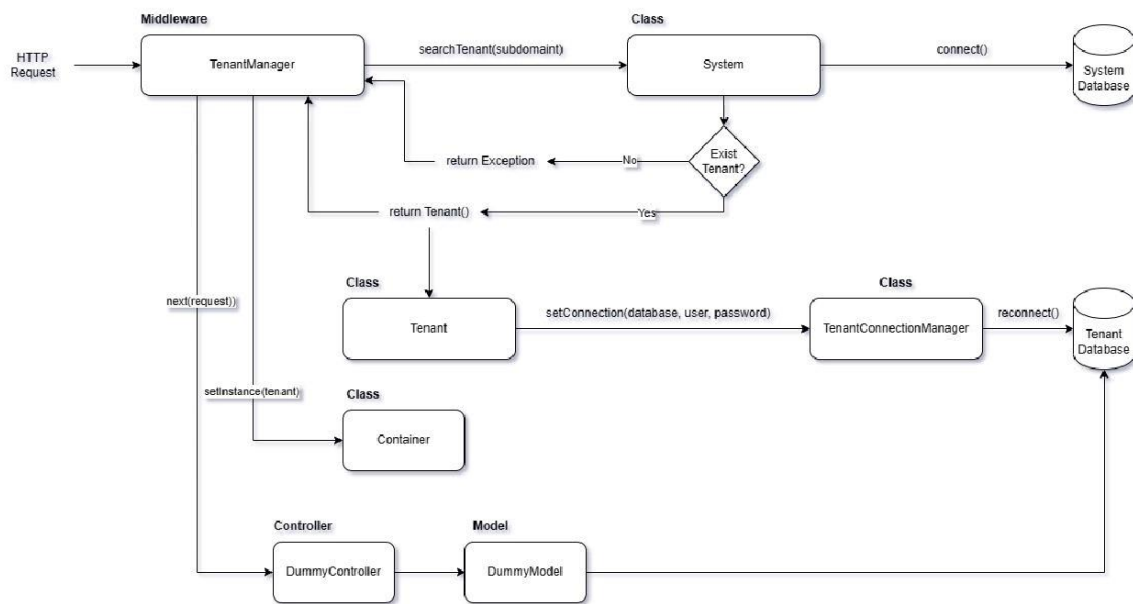 Middleware
Class
HTTP
Request
TenantManager
searchTenant(subdomaint)
System
connect()
System
Database
return Exception
No
Exist
Tenant?
return Tenant()
Yes
next(request))
Class
Class
Tenant
setConnection(database, user, password)
TenantConnectionManager
reconnect()
Tenant
Database
setInstance(tenant)
Class
Container
Controller
Model
DummyController
DummyModel